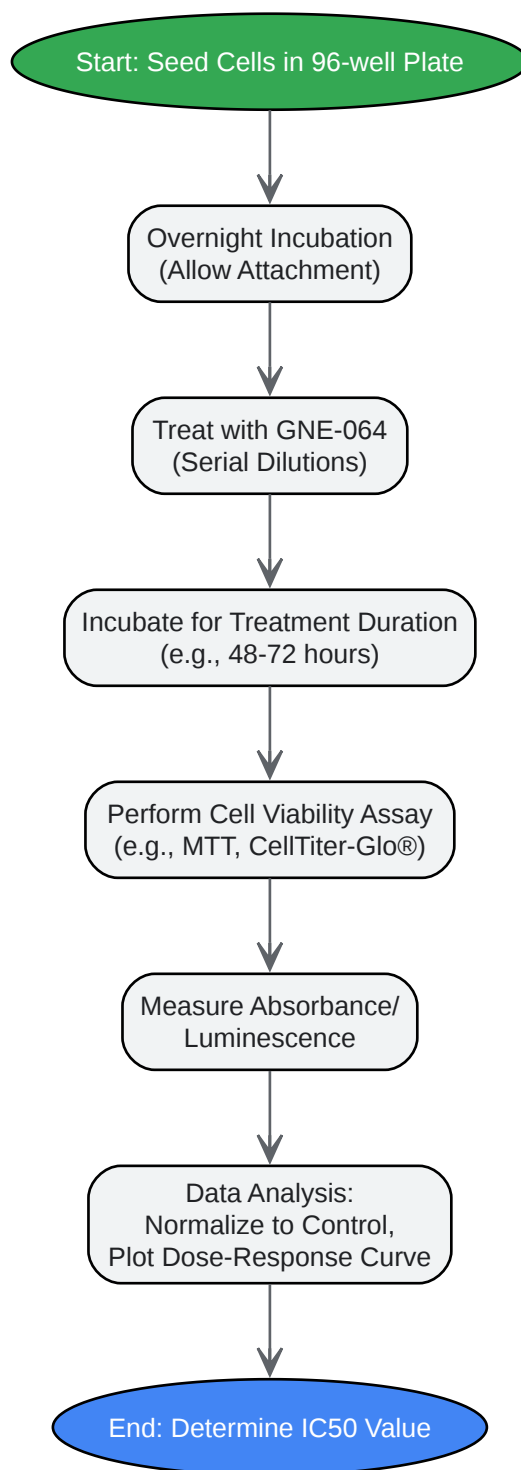 Start: Seed Cells in 96-well Plate
Overnight Incubation
(Allow Attachment)
Treat with GNE-064
(Serial Dilutions)
Incubate for Treatment Duration
(e.g., 48-72 hours)
Perform Cell Viability Assay
(e.g., MTT, CellTiter-Glo®)
Measure Absorbance/
Luminescence
Data Analysis:
Normalize to Control,
Plot Dose-Response Curve
End: Determine IC50 Value